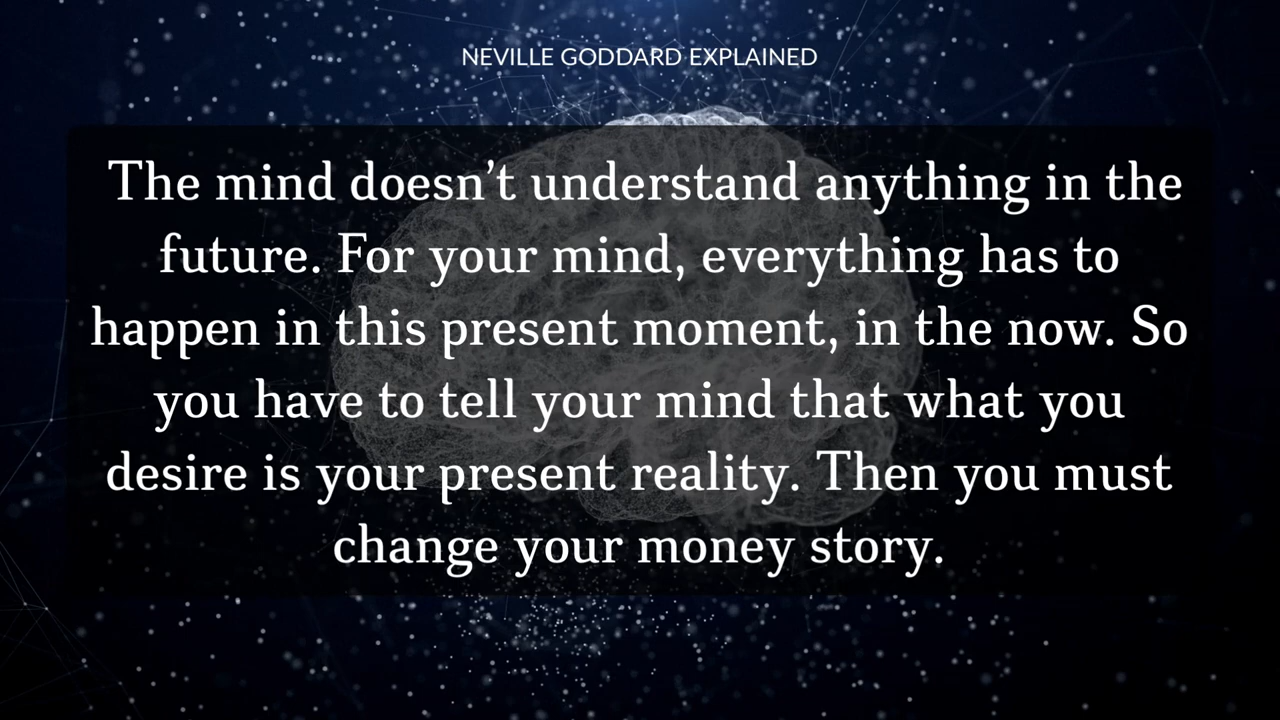 NEVILLE GODDARD EXPLAINED
The mind doesn’t understand anything in the
future. For your mind, everything has to
happen in this present moment, in the now. So
you have to tell your mind that what you
desire is your present reality. Then you must
change your money story.